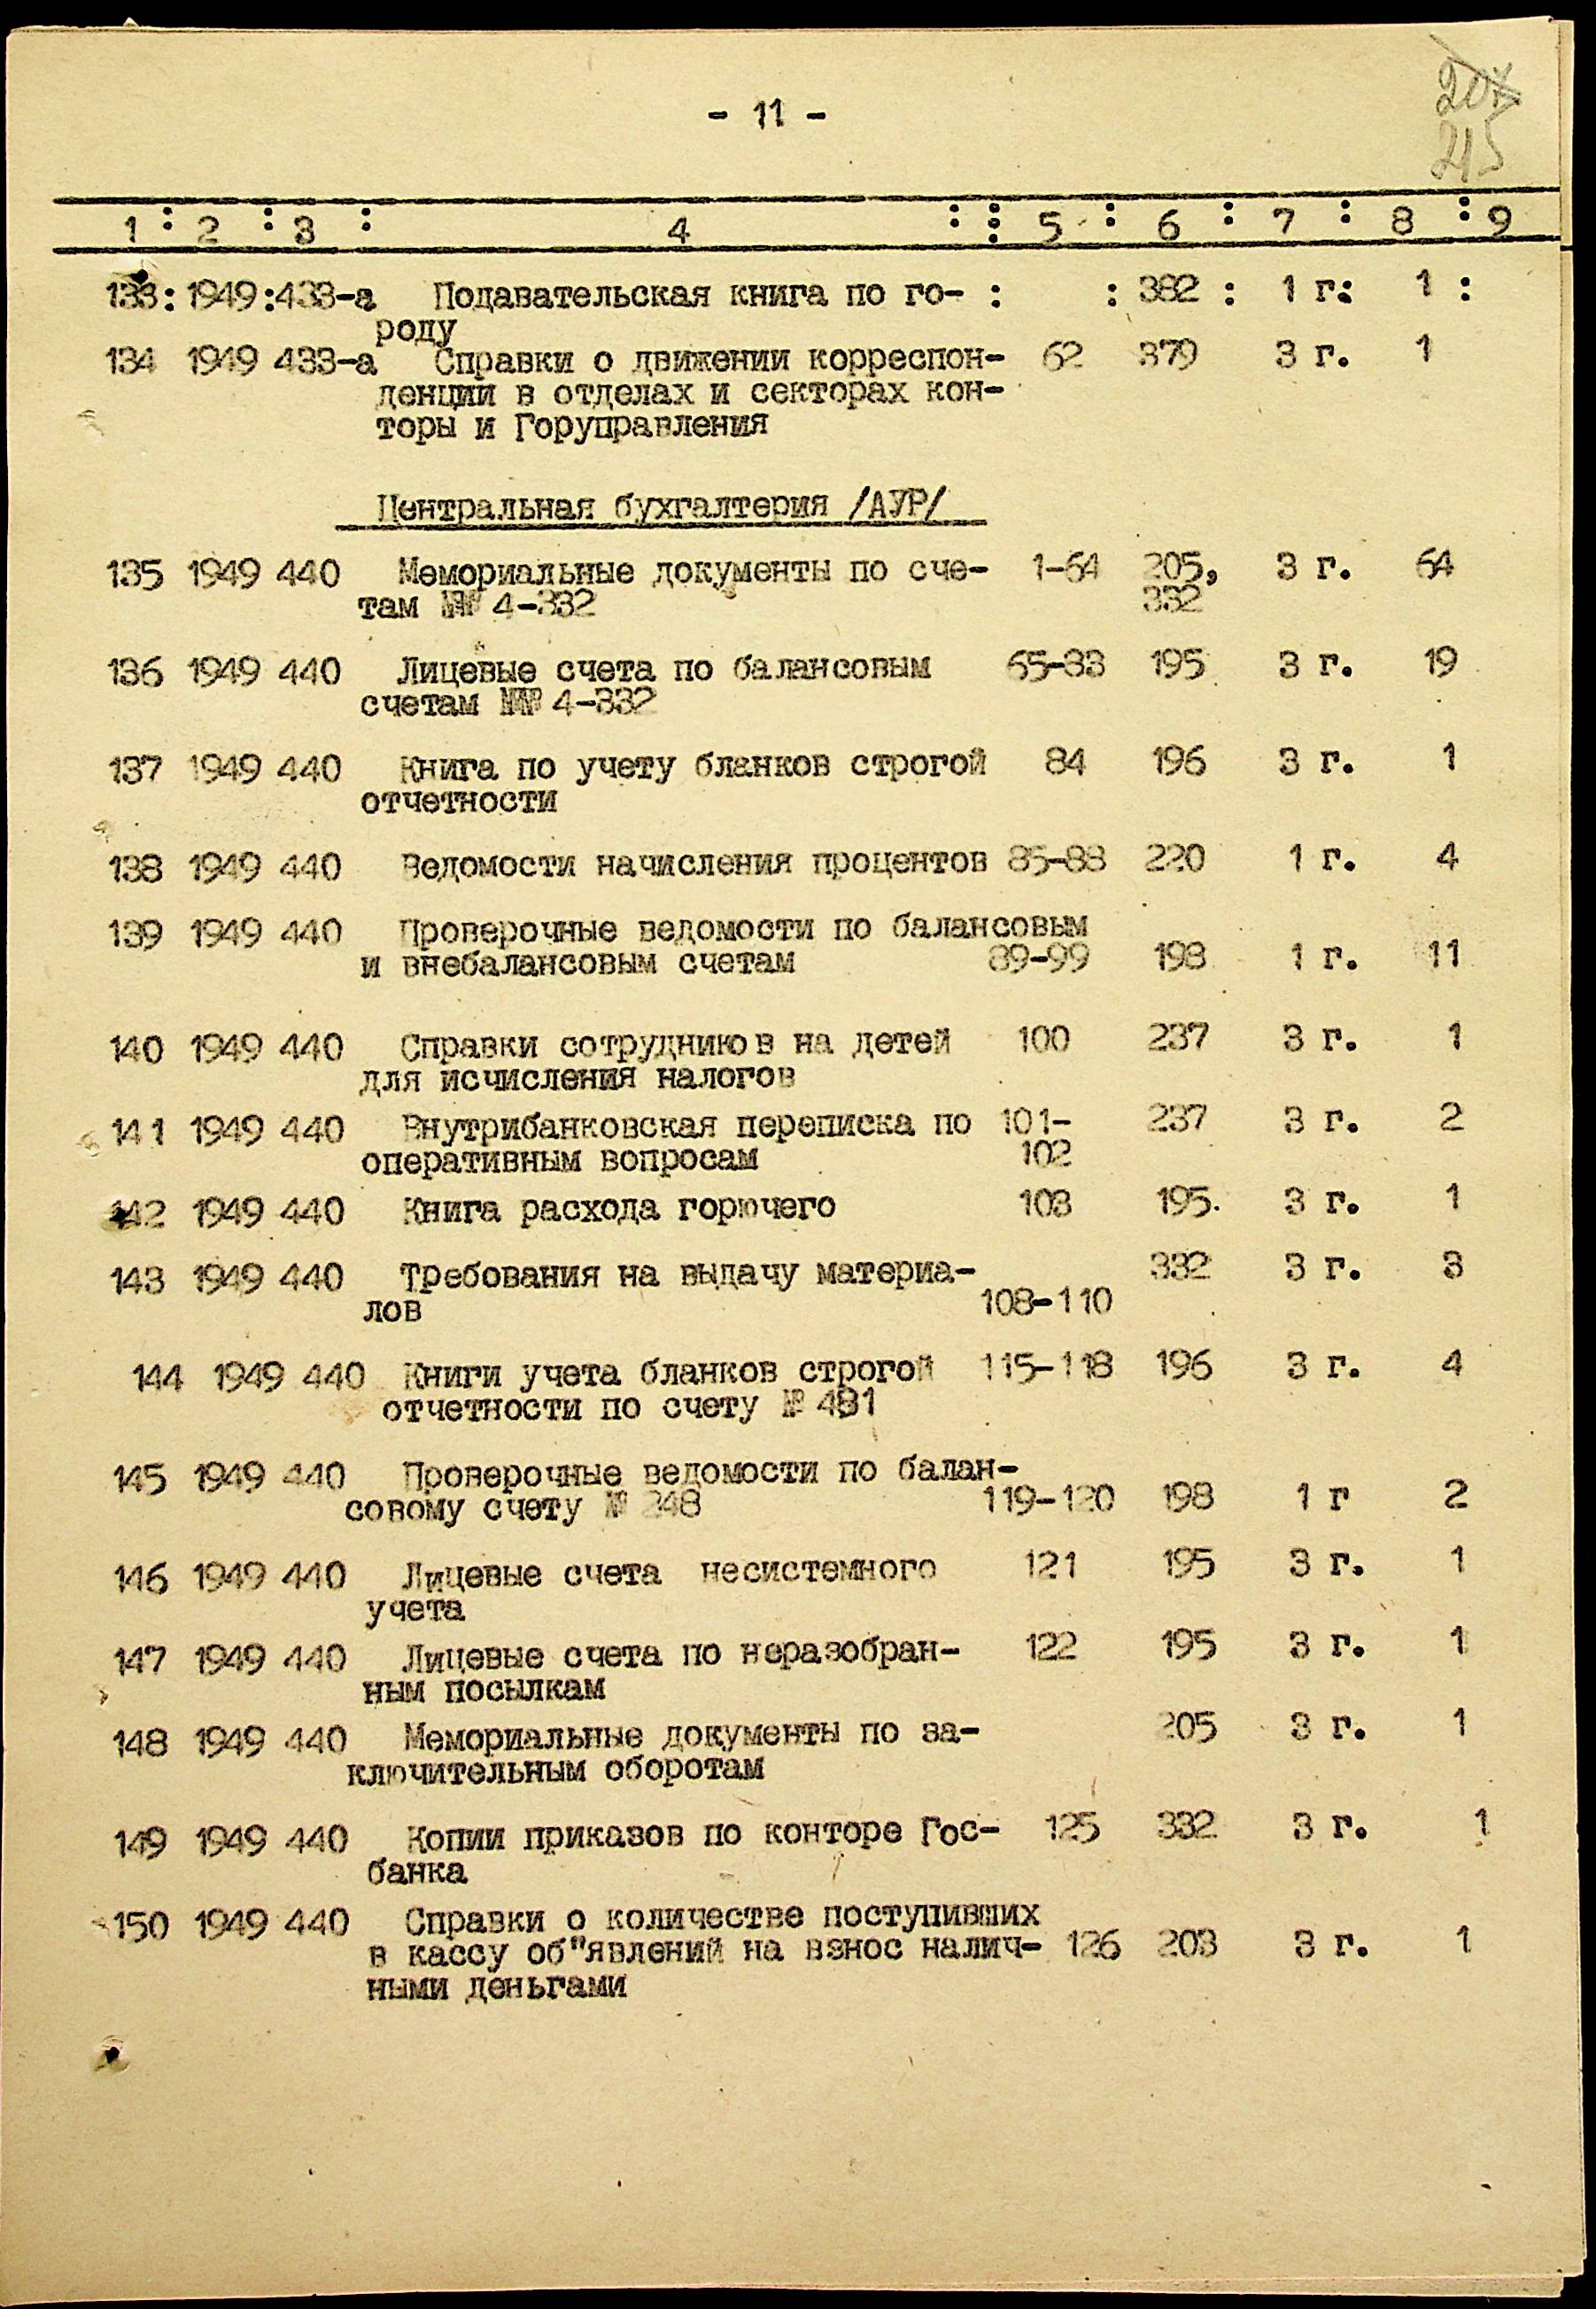 207
215
- 11 -
1 : 2 : 3 : 4 : : 5 : 6 : 7 : 8 : 9
133: 1949 :433-а Подавательская книга по го- : : 382 : 1 г: 1 :
роду
134 1949 433-а Справки о движении корреспон- 62 379 3 г. 1
денции в отделах и секторах кон-
торы и Горуправления
Центральная бухгалтерия /АУР/
135 1949 440 Мемориальные документы по сче- 1-64 205, 3 г. 64
там №№ 4-332 332
136 1949 440 Лицевые счета по балансовым 65-83 195 3 г. 19
счетам №№ 4-332
137 1949 440 Книга по учету бланков строгой 84 196 3 г. 1
отчетности
138 1949 440 Ведомости начисления процентов 85-88 220 1 г. 4
139 1949 440 Проверочные ведомости по балансовым
и внебалансовым счетам 89-99 198 1 г. 11
140 1949 440 Справки сотрудников на детей 100 237 3 г. 1
для исчисления налогов
141 1949 440 Внутрибанковская переписка по 101- 237 3 г. 2
оперативным вопросам 102
142 1949 440 Книга расхода горючего 103 195. 3 г. 1
143 1949 440 Требования на выдачу материа- 332 3 г. 3
лов 108-110
144 1949 440 Книги учета бланков строгой 115-118 196 3 г. 4
отчетности по счету № 481
145 1949 440 Проверочные ведомости по балан-
совому счету № 248 119-120 198 1 г 2
146 1949 440 Лицевые счета несистемного 121 195 3 г. 1
учета
147 1949 440 Лицевые счета по неразобран- 122 195 3 г. 1
ным посылкам
148 1949 440 Мемориальные документы по за- 205 3 г. 1
ключительным оборотам
149 1949 440 Копии приказов по конторе Гос- 125 332 3 г. 1
банка
150 1949 440 Справки о количестве поступивших
в кассу об"явлений на взнос налич- 126 203 3 г. 1
ными деньгами